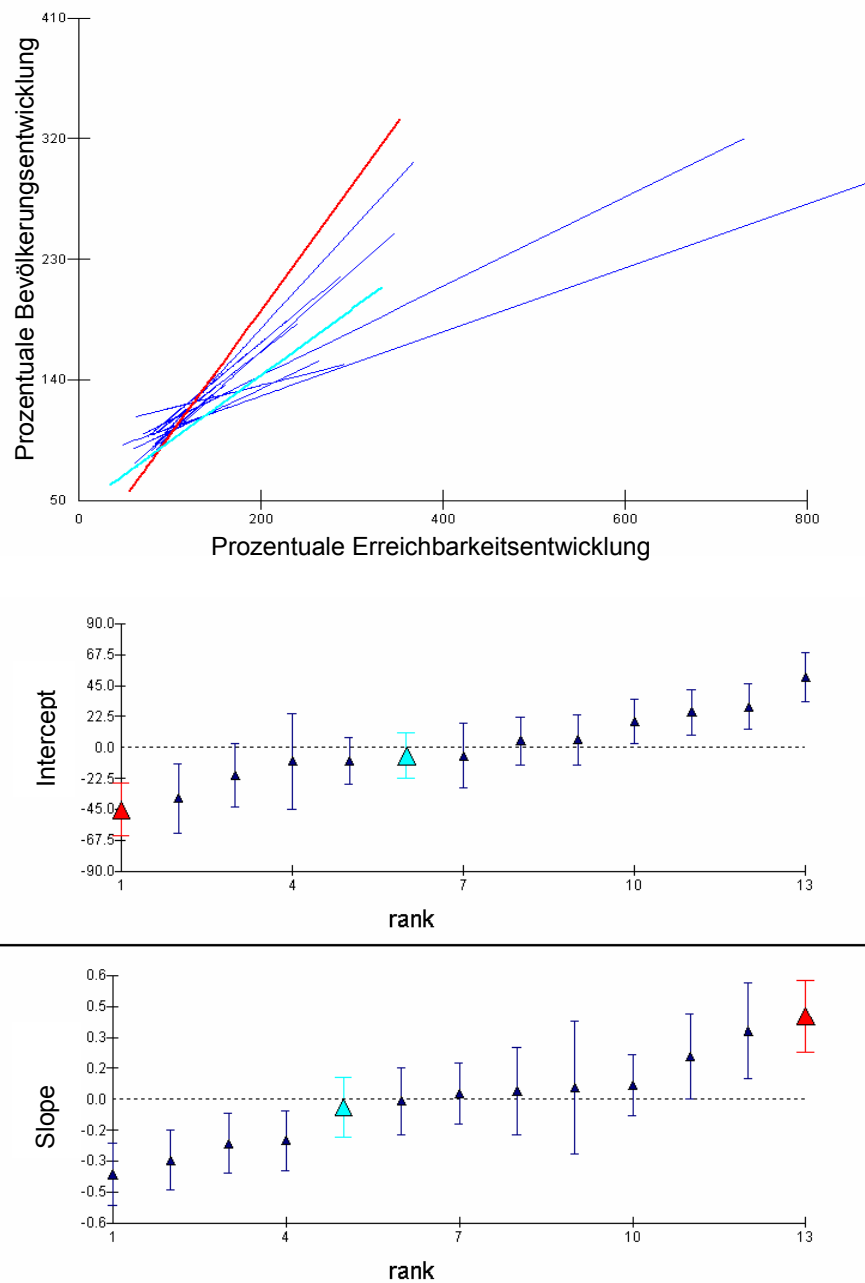 410
320
230
140
50
Prozentuale Bevölkerungsentwicklung
0 200 400 600 800
Prozentuale Erreichbarkeitsentwicklung
90.0
67.5
45.0
22.5
0.0
-22.5
-45.0
-67.5
-90.0
Intercept
1 4 7 10 13
rank
0.6
0.5
0.3
0.2
0.0
-0.2
-0.3
-0.5
-0.6
Slope
1 4 7 10 13
rank